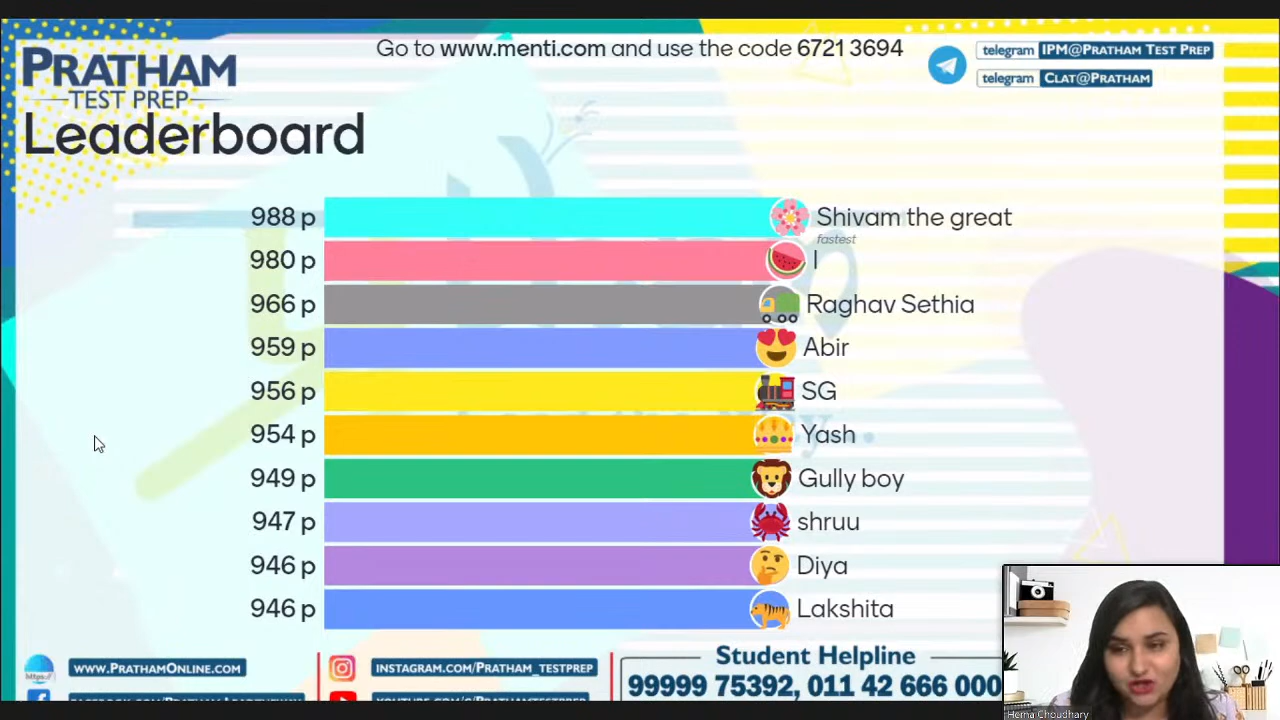 Go to www.menti.com and use the code 6721 3694
PRATHAM
TEST PREP
telegram IPM@PRATHAM TEST PREP
telegram CLAT@PRATHAM
Leaderboard
988 p Shivam the great
fastest
980 p I
966 p Raghav Sethia
959 p Abir
956 p SG
954 p Yash
949 p Gully boy
947 p shruu
946 p Diya
946 p Lakshita
https://
WWW.PRATHAMONLINE.COM
INSTAGRAM.COM/PRATHAM_TESTPREP
Student Helpline
99999 75392, 011 42 666 000
Hema Choudhary